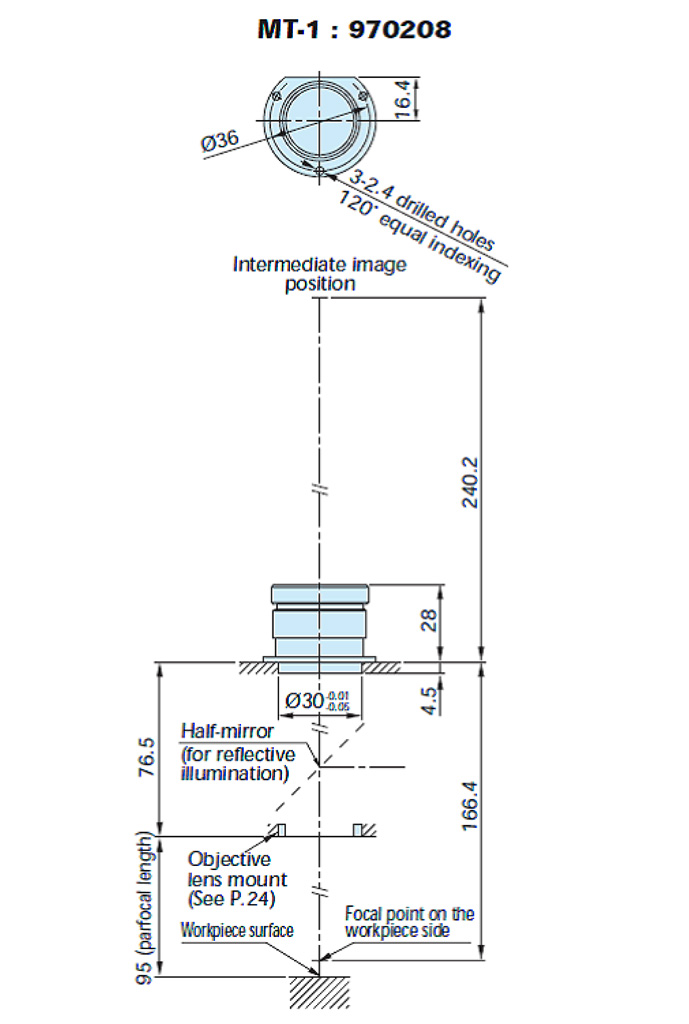 MT-1 : 970208
16.4
Ø36
3-2.4 drilled holes
120° equal indexing
Intermediate image
position
240.2
28
4.5
Ø30 -0.01
-0.05
Half-mirror
(for reflective
illumination)
76.5
166.4
Objective
lens mount
(See P.24)
95 (parfocal length)
Workpiece surface
Focal point on the
workpiece side